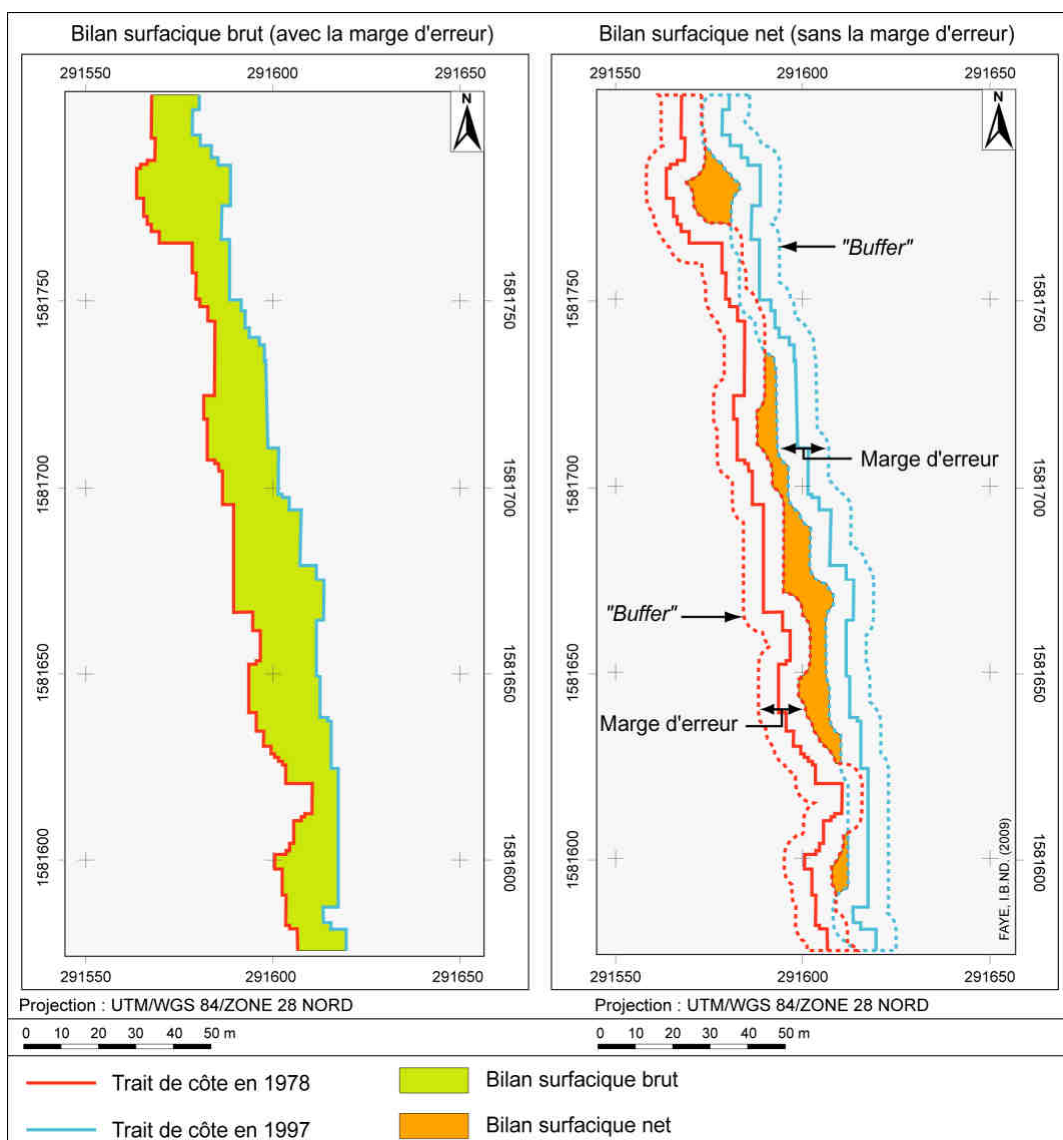 Bilan surfacique brut (avec la marge d'erreur)
291550
291600
291650
N
1581750
1581750
1581700
1581700
1581650
1581650
1581600
1581600
291550
291600
291650
Projection : UTM/WGS 84/ZONE 28 NORD
0 10 20 30 40 50 m
Bilan surfacique net (sans la marge d'erreur)
291550
291600
291650
N
"Buffer"
1581750
1581750
Marge d'erreur
1581700
1581700
"Buffer"
1581650
1581650
Marge d'erreur
1581600
1581600
FAYE, I.B.ND. (2009)
291550
291600
291650
Projection : UTM/WGS 84/ZONE 28 NORD
0 10 20 30 40 50 m
Trait de côte en 1978
Bilan surfacique brut
Trait de côte en 1997
Bilan surfacique net